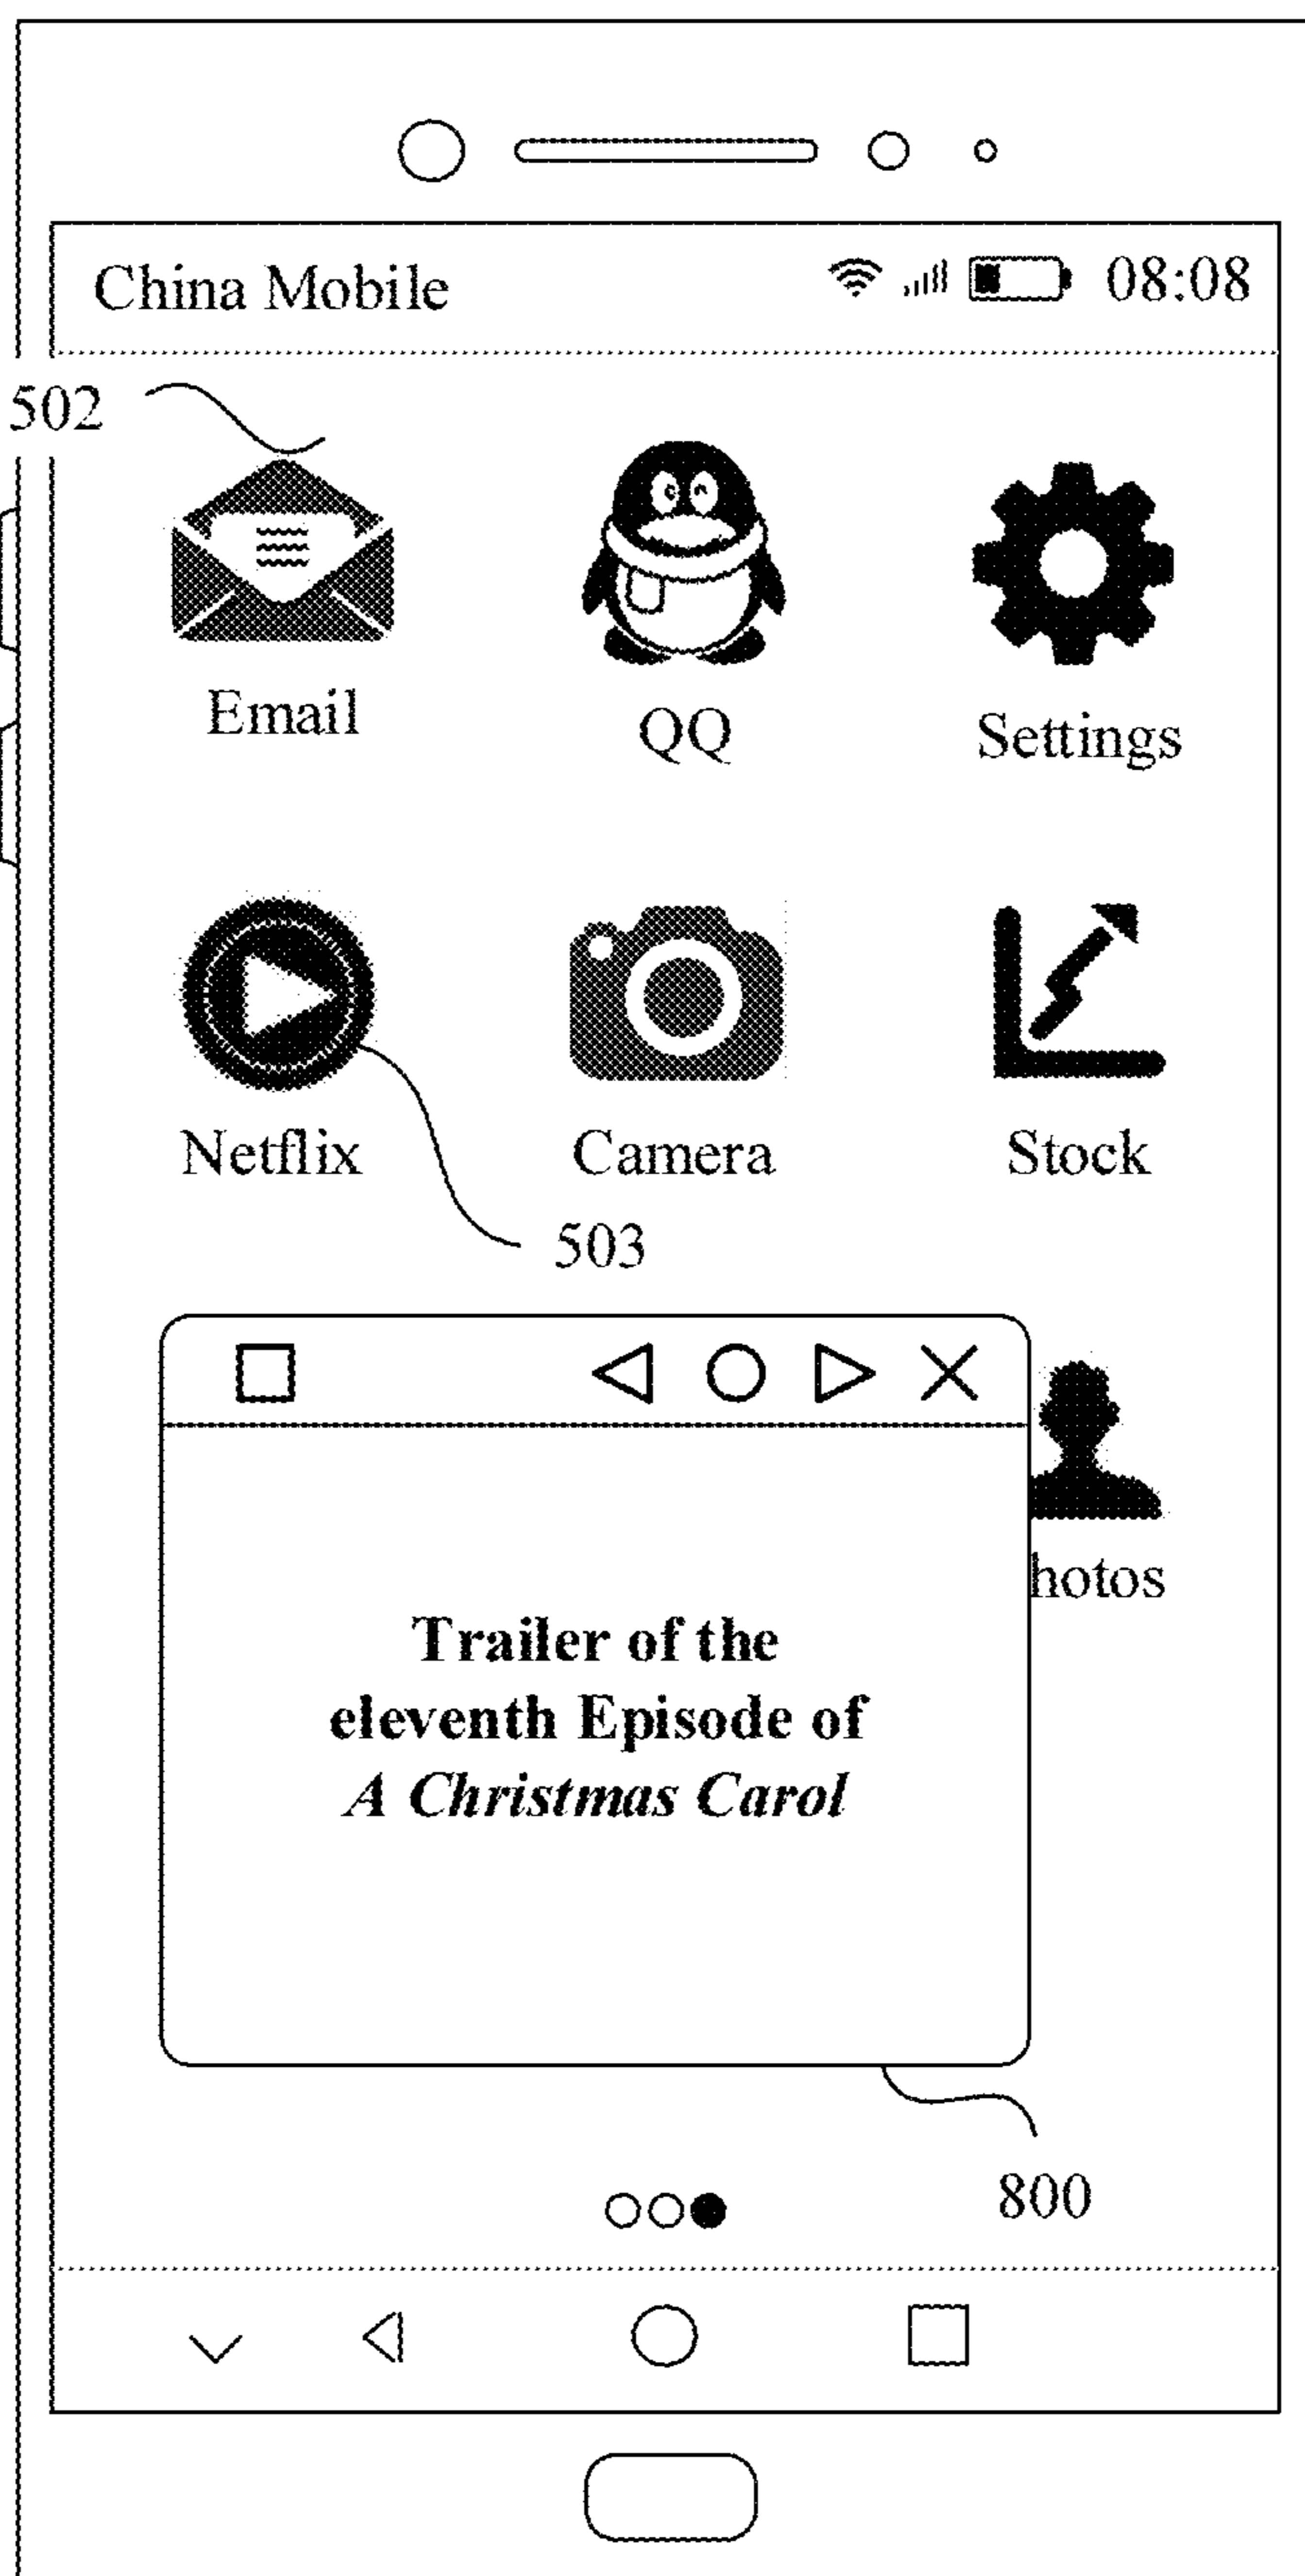 China Mobile 08:08
502
Email QQ Settings
Netflix Camera Stock
503
hotos
Trailer of the
eleventh Episode of
A Christmas Carol
800